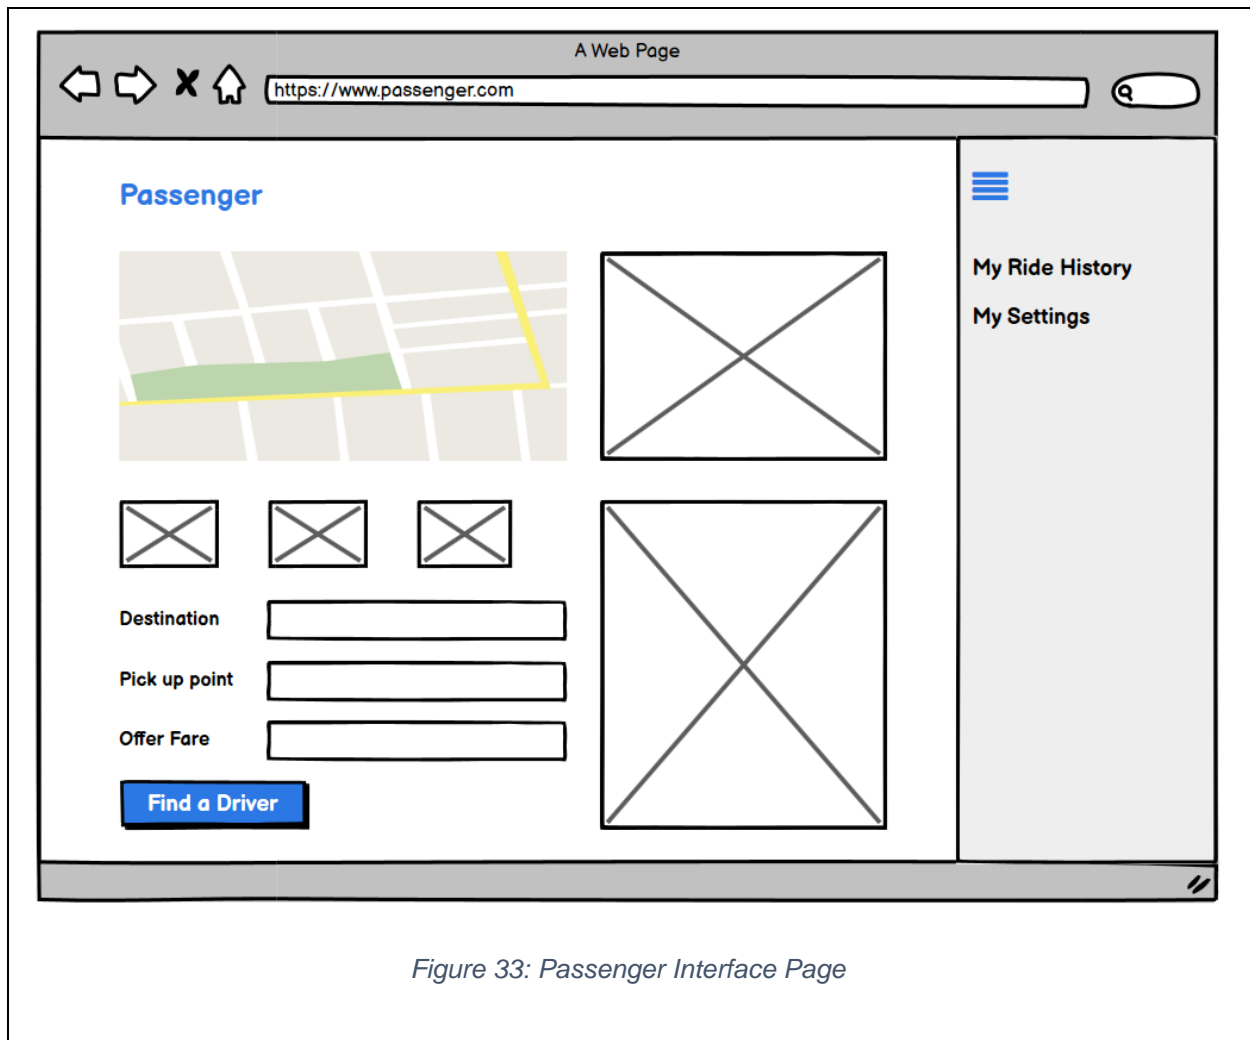 A Web Page
https://www.passenger.com
Passenger
My Ride History
My Settings
Destination
Pick up point
Offer Fare
Find a Driver
Figure 33: Passenger Interface Page